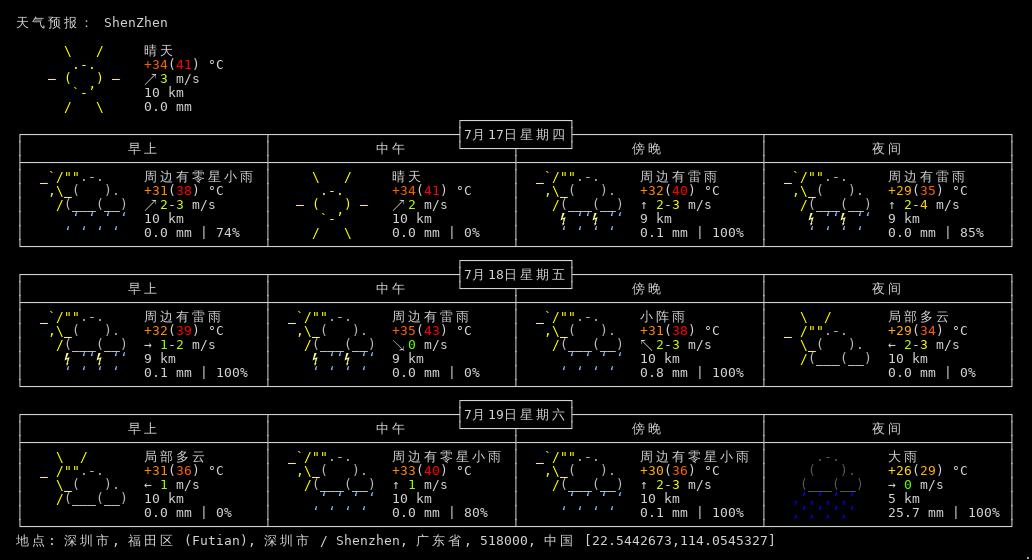 天气预报： ShenZhen
晴天
+34(41) °C
↗3 m/s
10 km
0.0 mm
7月17日星期四
早上 中午 傍晚 夜间
周边有零星小雨 晴天 周边有雷雨 周边有雷雨
+31(38) °C +34(41) °C +32(40) °C +29(35) °C
↗2-3 m/s ↗2 m/s ↑ 2-3 m/s ↑ 2-4 m/s
10 km 10 km 9 km 9 km
0.0 mm | 74% 0.0 mm | 0% 0.1 mm | 100% 0.0 mm | 85%
7月18日星期五
早上 中午 傍晚 夜间
周边有雷雨 周边有雷雨 小阵雨 局部多云
+32(39) °C +35(43) °C +31(38) °C +29(34) °C
→ 1-2 m/s ↘0 m/s ↖2-3 m/s ← 2-3 m/s
9 km 9 km 10 km 10 km
0.1 mm | 100% 0.0 mm | 0% 0.8 mm | 100% 0.0 mm | 0%
7月19日星期六
早上 中午 傍晚 夜间
局部多云 周边有零星小雨 周边有零星小雨 大雨
+31(36) °C +33(40) °C +30(36) °C +26(29) °C
← 1 m/s ↑ 1 m/s ↑ 2-3 m/s → 0 m/s
10 km 10 km 10 km 5 km
0.0 mm | 0% 0.0 mm | 80% 0.1 mm | 100% 25.7 mm | 100%
地点: 深圳市, 福田区 (Futian), 深圳市 / Shenzhen, 广东省, 518000, 中国 [22.5442673,114.0545327]